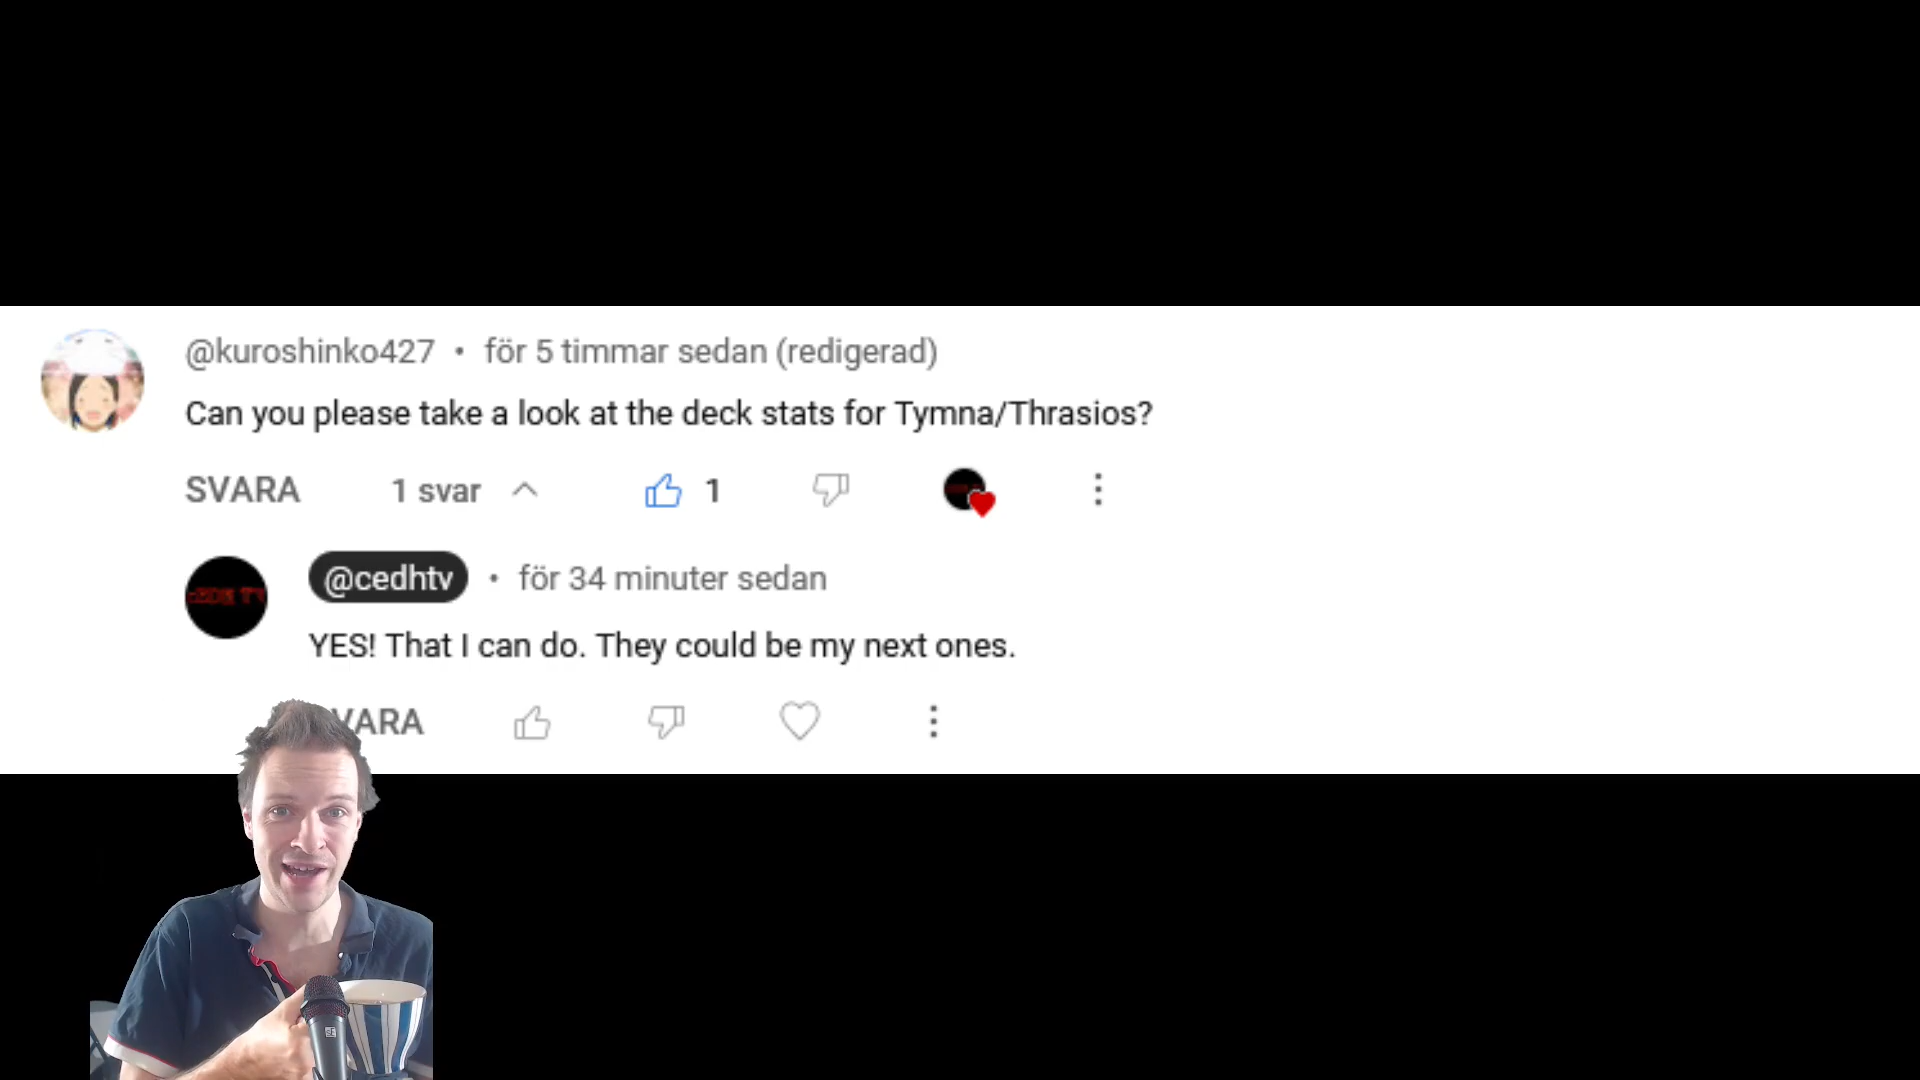 @kuroshinko427 • för 5 timmar sedan (redigerad)
Can you please take a look at the deck stats for Tymna/Thrasios?
SVARA 1 svar 1
@cedhtv • för 34 minuter sedan
YES! That I can do. They could be my next ones.
VARA